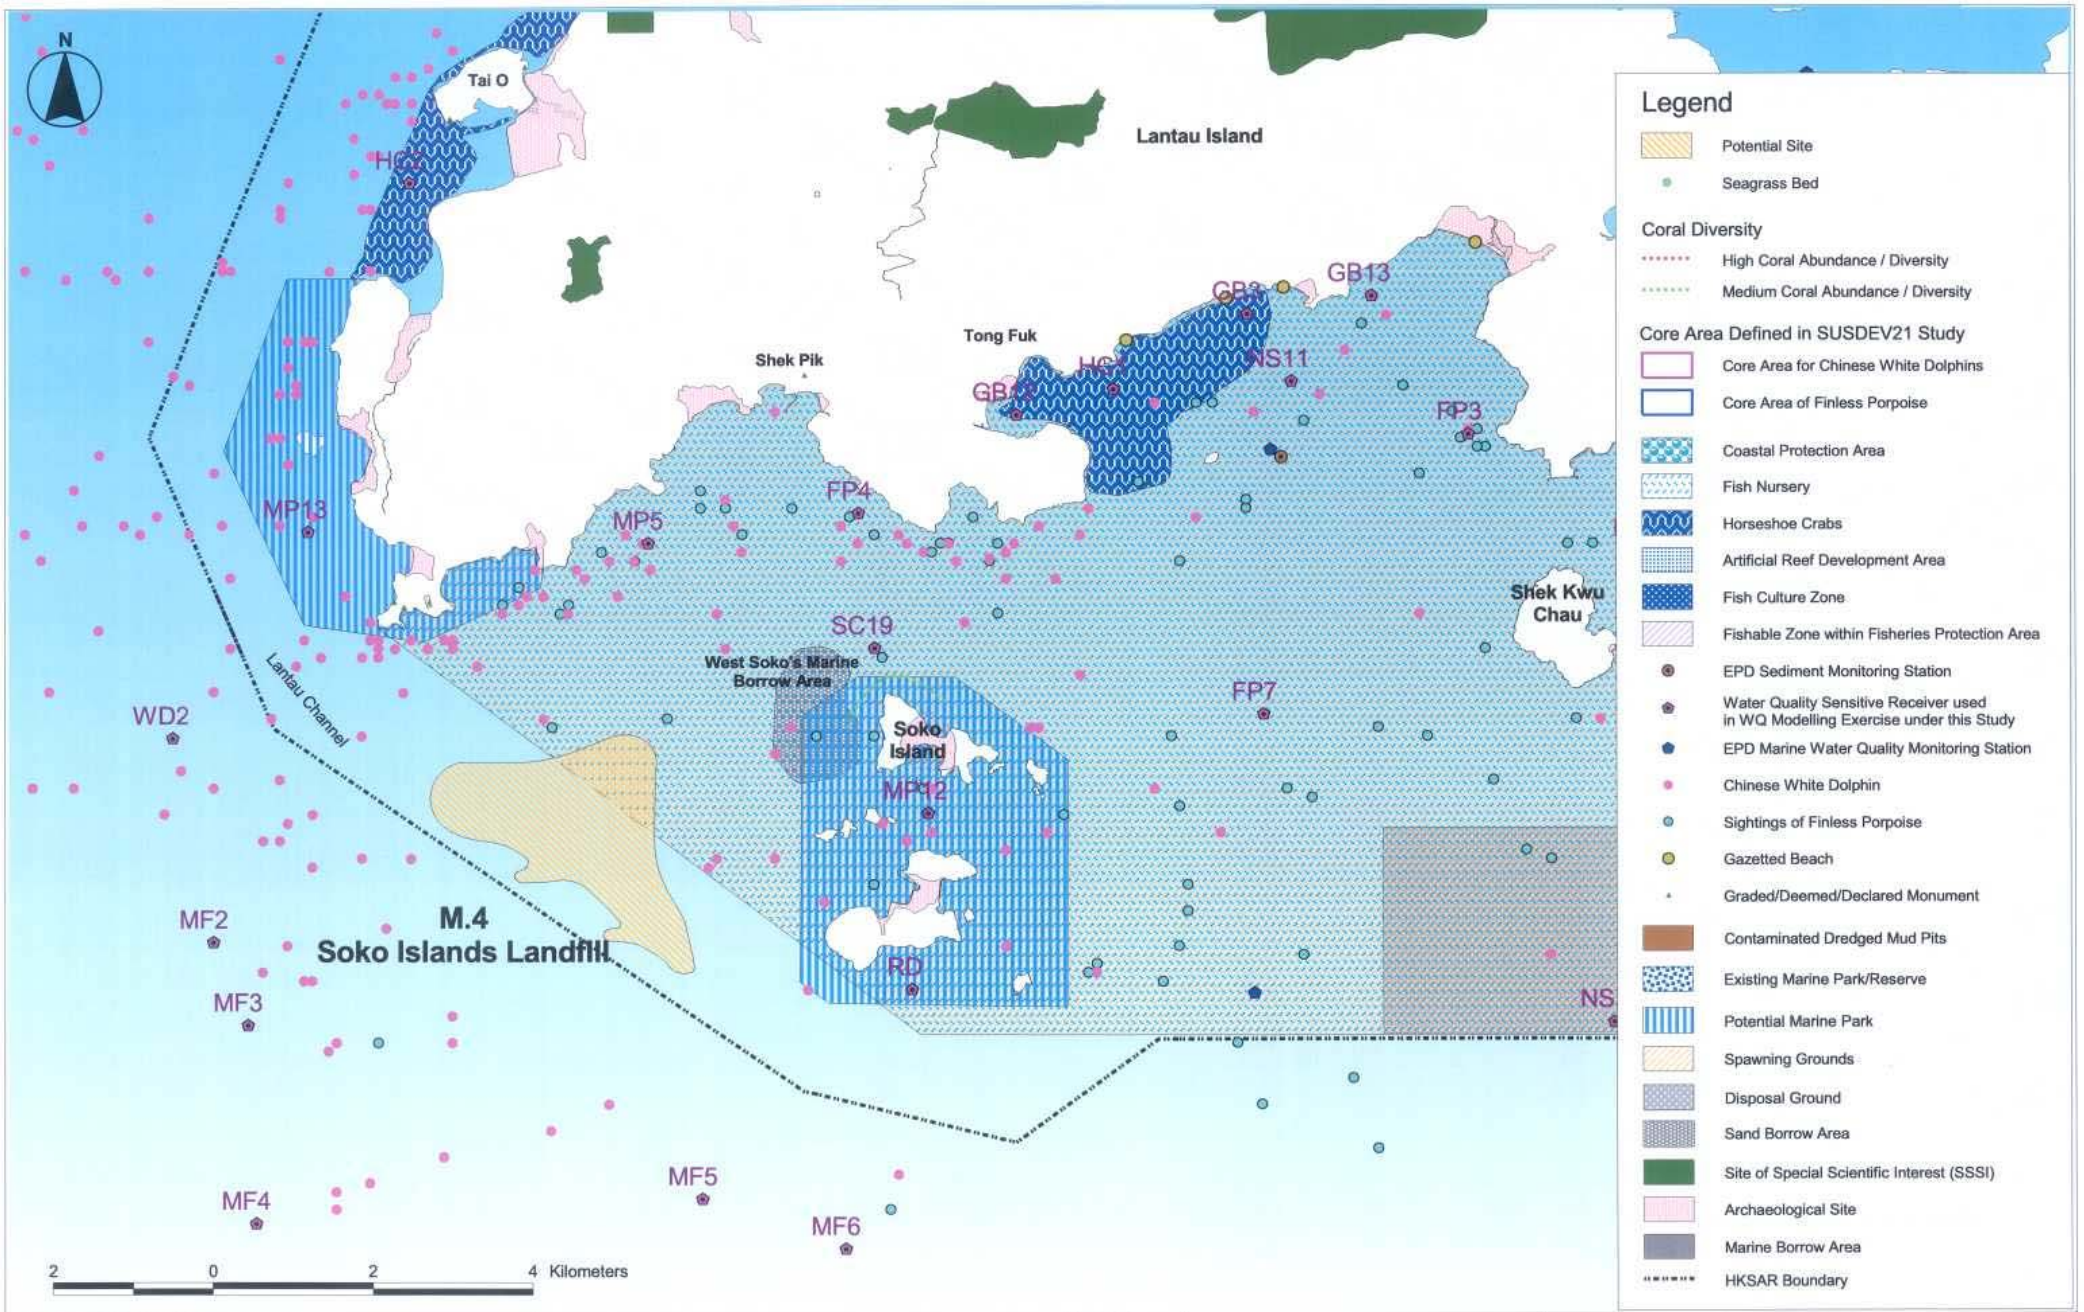 N
Tai O
HC2
Lantau Island
GB13
GB3
Tong Fuk
Shek Pik
HC1
NS11
FP3
FP4
MP13
MP5
Shek Kwu
Chau
SC19
West Soko's Marine
Borrow Area
Lantau Channel
FP7
WD2
Soko
Island
MP12
MF2
M.4
Soko Islands Landfill
RD
MF3
NS
MF5
MF4
MF6
2 0 2 4 Kilometers
Legend
Potential Site
Seagrass Bed
Coral Diversity
High Coral Abundance / Diversity
Medium Coral Abundance / Diversity
Core Area Defined in SUSDEV21 Study
Core Area for Chinese White Dolphins
Core Area of Finless Porpoise
Coastal Protection Area
Fish Nursery
Horseshoe Crabs
Artificial Reef Development Area
Fish Culture Zone
Fishable Zone within Fisheries Protection Area
EPD Sediment Monitoring Station
Water Quality Sensitive Receiver used
in WQ Modelling Exercise under this Study
EPD Marine Water Quality Monitoring Station
Chinese White Dolphin
Sightings of Finless Porpoise
Gazetted Beach
Graded/Deemed/Declared Monument
Contaminated Dredged Mud Pits
Existing Marine Park/Reserve
Potential Marine Park
Spawning Grounds
Disposal Ground
Sand Borrow Area
Site of Special Scientific Interest (SSSI)
Archaeological Site
Marine Borrow Area
HKSAR Boundary